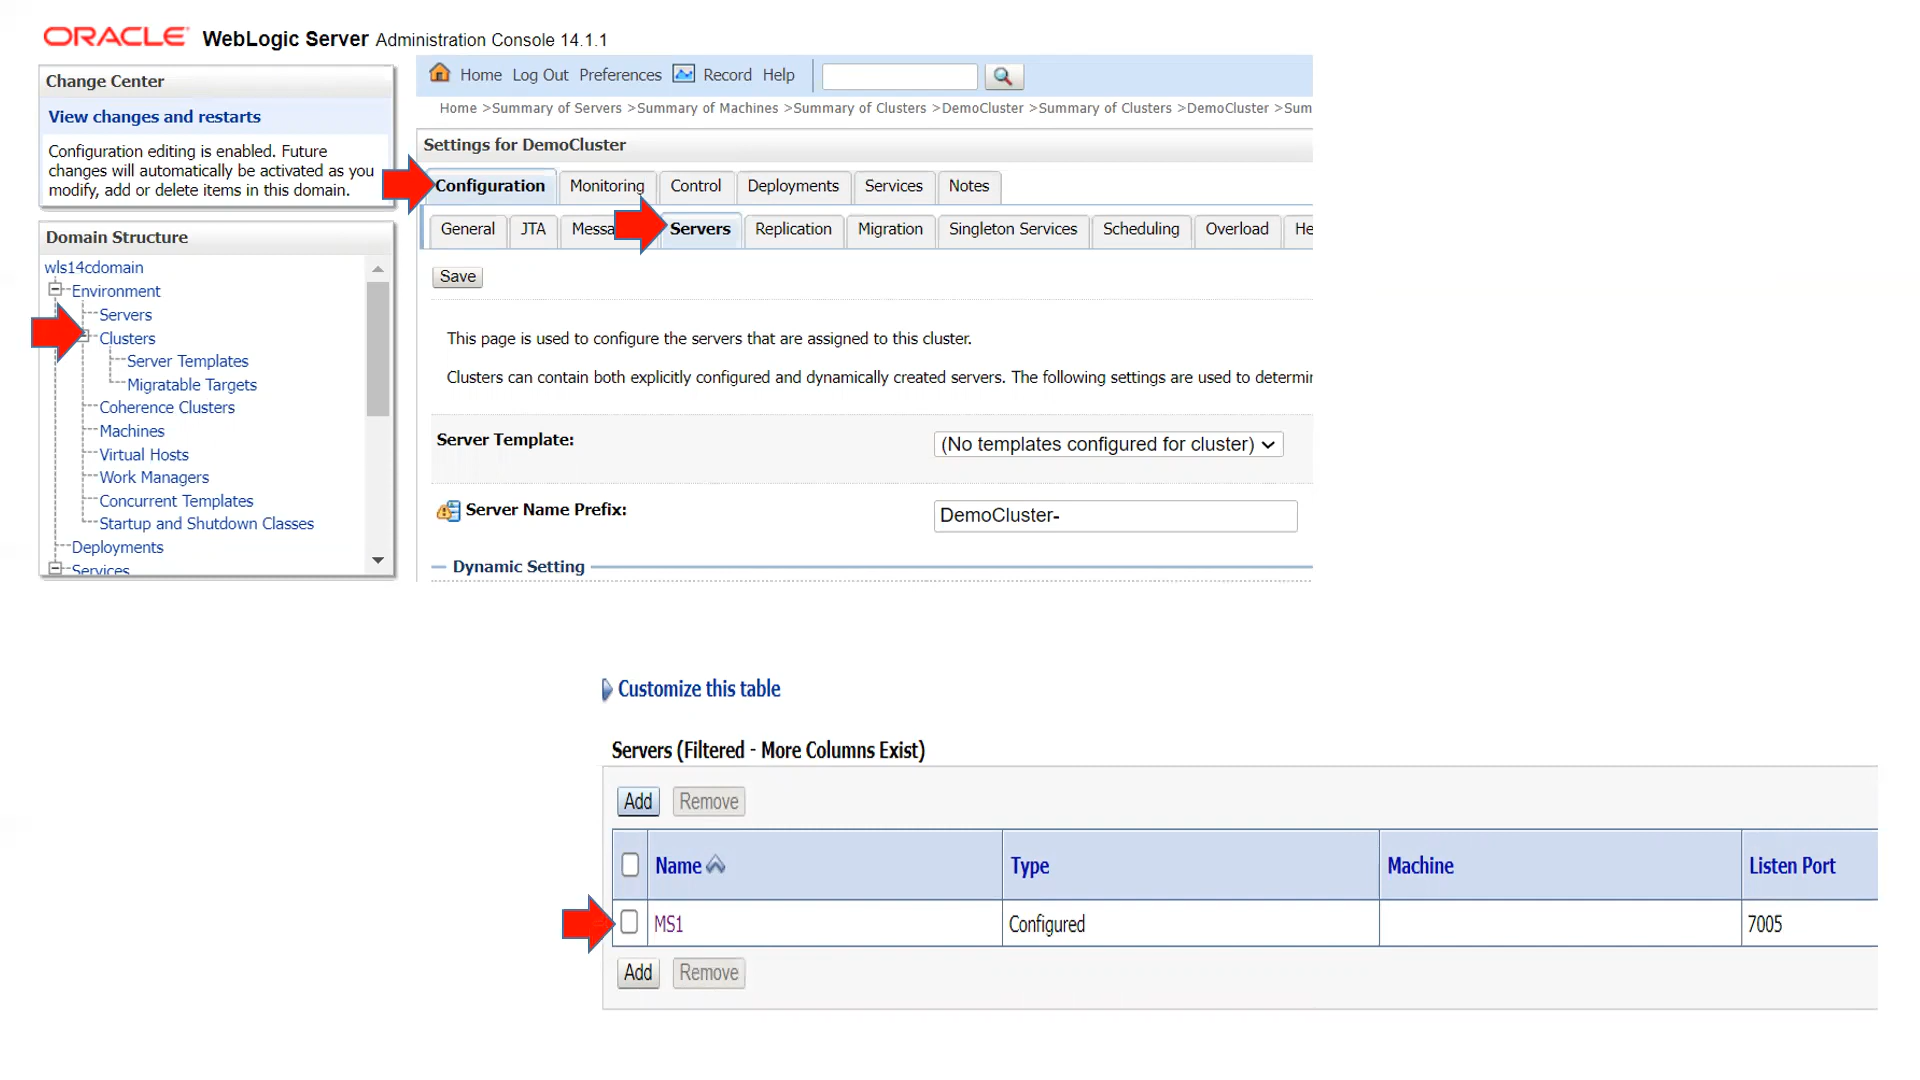 ORACLE WebLogic Server Administration Console 14.1.1
Change Center
View changes and restarts
Configuration editing is enabled. Future
changes will automatically be activated as you
modify, add or delete items in this domain.
Domain Structure
wls14cdomain
Environment
Servers
Clusters
Server Templates
Migratable Targets
Coherence Clusters
Machines
Virtual Hosts
Work Managers
Concurrent Templates
Startup and Shutdown Classes
Deployments
Services
Home Log Out Preferences Record Help
Home >Summary of Servers >Summary of Machines >Summary of Clusters >DemoCluster >Summary of Clusters >DemoCluster >Sum
Settings for DemoCluster
Configuration Monitoring Control Deployments Services Notes
General JTA Messa Servers Replication Migration Singleton Services Scheduling Overload He
Save
This page is used to configure the servers that are assigned to this cluster.
Clusters can contain both explicitly configured and dynamically created servers. The following settings are used to determin
Server Template: (No templates configured for cluster)
Server Name Prefix: DemoCluster-
Dynamic Setting
Customize this table
Servers (Filtered - More Columns Exist)
Add Remove
Name Type Machine Listen Port
MS1 Configured 7005
Add Remove